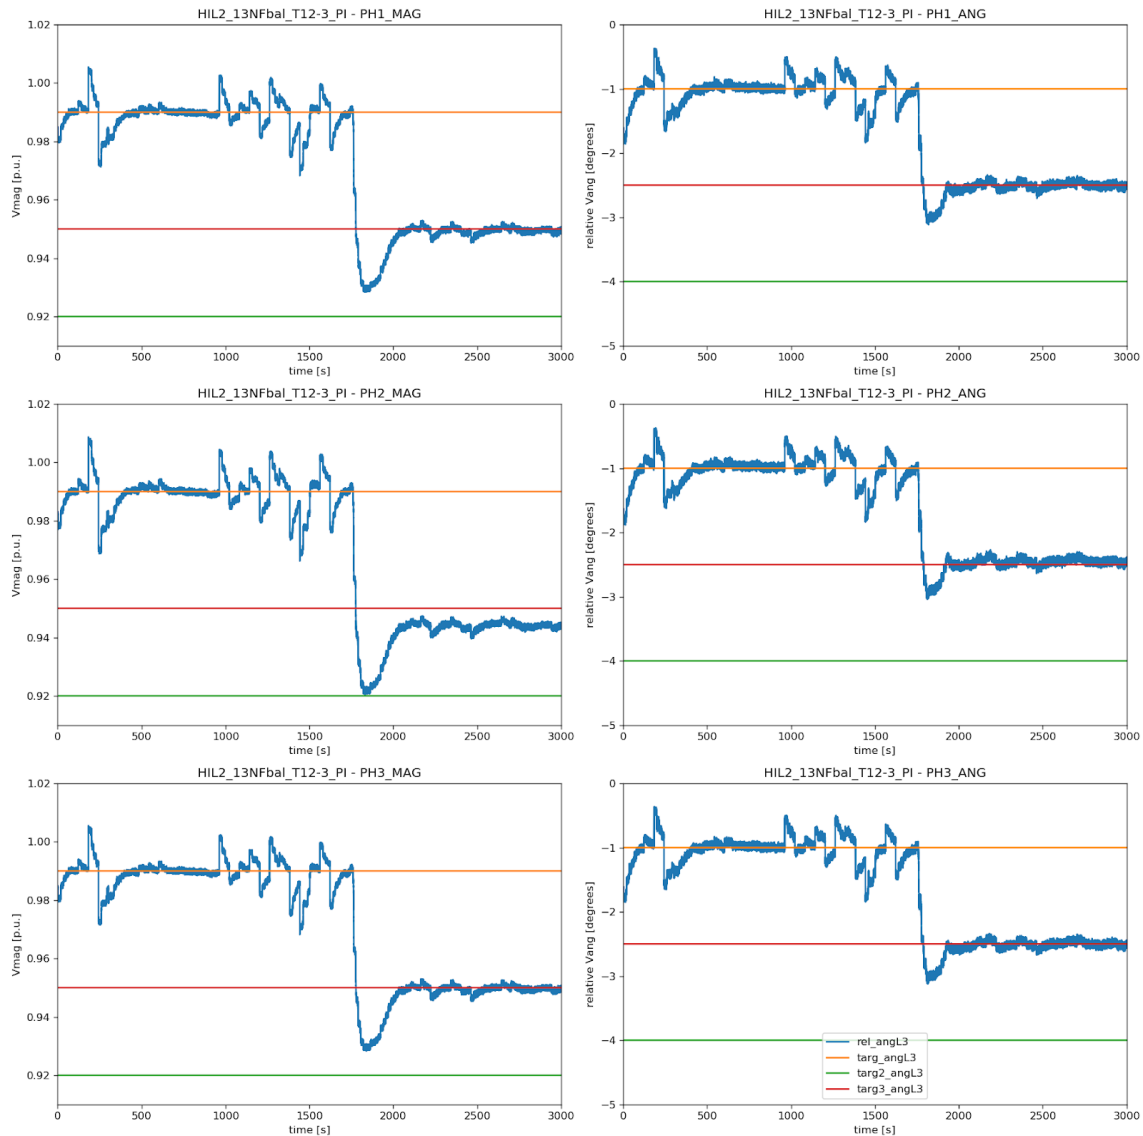 HIL2_13NFbal_T12-3_PI - PH1_MAG
1.02
1.00
0.98
0.96
0.94
0.92
Vmag [p.u.]
0 500 1000 1500 2000 2500 3000
time [s]
HIL2_13NFbal_T12-3_PI - PH1_ANG
0
−1
−2
−3
−4
−5
relative Vang [degrees]
0 500 1000 1500 2000 2500 3000
time [s]
HIL2_13NFbal_T12-3_PI - PH2_MAG
1.02
1.00
0.98
0.96
0.94
0.92
Vmag [p.u.]
0 500 1000 1500 2000 2500 3000
time [s]
HIL2_13NFbal_T12-3_PI - PH2_ANG
0
−1
−2
−3
−4
−5
relative Vang [degrees]
0 500 1000 1500 2000 2500 3000
time [s]
HIL2_13NFbal_T12-3_PI - PH3_MAG
1.02
1.00
0.98
0.96
0.94
0.92
Vmag [p.u.]
0 500 1000 1500 2000 2500 3000
time [s]
HIL2_13NFbal_T12-3_PI - PH3_ANG
0
−1
−2
−3
−4
−5
relative Vang [degrees]
rel_angL3
targ_angL3
targ2_angL3
targ3_angL3
0 500 1000 1500 2000 2500 3000
time [s]